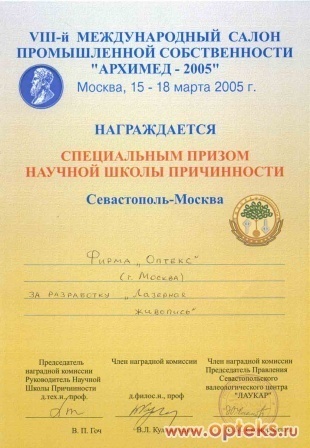 VIII-й МЕЖДУНАРОДНЫЙ САЛОН
ПРОМЫШЛЕННОЙ СОБСТВЕННОСТИ
"АРХИМЕД - 2005"
Москва, 15 - 18 марта 2005 г.
НАГРАЖДАЕТСЯ
СПЕЦИАЛЬНЫМ ПРИЗОМ
НАУЧНОЙ ШКОЛЫ ПРИЧИННОСТИ
Севастополь-Москва
Фирма „Оптекс"
(г. Москва)
за разработку „Лазерная
живопись"
Председатель
наградной комиссии
Руководитель Научной
Школы Причинности
д.тех.н., проф
В. П. Гоч
Член наградной комиссии
д.филос.н., проф
В.Л.
Член наградной комиссии
Председатель Правления
Севастопольского
валеологического центра
"ЛАУКАР"
www.opteks.ru